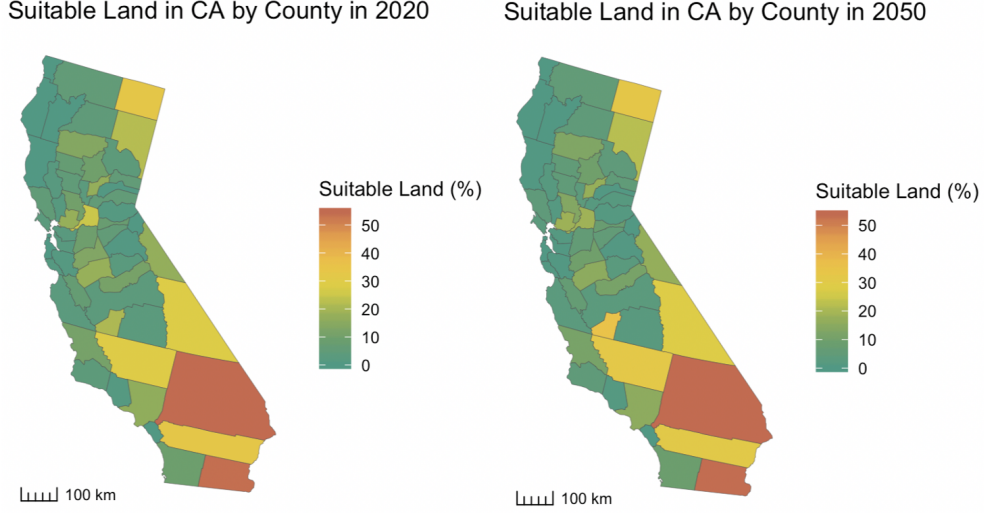 Suitable Land in CA by County in 2020
Suitable Land in CA by County in 2050
Suitable Land (%)
50
40
30
20
10
0
100 km
Suitable Land (%)
50
40
30
20
10
0
100 km